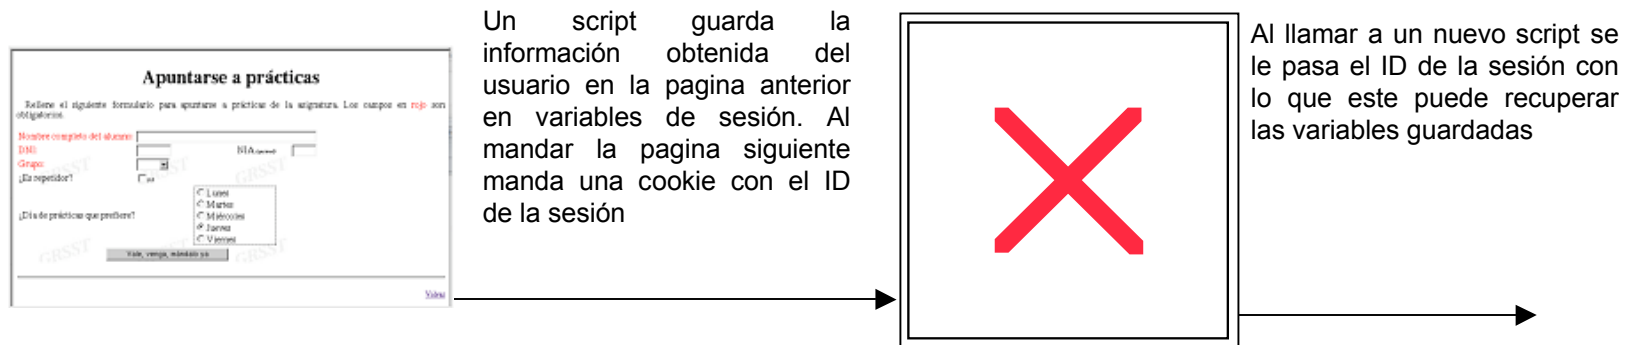 Apuntarse a prácticas
Rellene el siguiente formulario para apuntarse a prácticas de la asignatura. Los campos en rojo son
obligatorios.
Nombre completo del alumno:
DNI:
NIA
Grupo:
¿Es repetidor?
Lunes
Martes
¿Día de prácticas que prefiere?
Miércoles
Jueves
Viernes
GRSST
GRSST
GRSST
GRSST
Vale, venga, mándalo ya
Un script guarda la
información obtenida del
usuario en la pagina anterior
en variables de sesión. Al
mandar la pagina siguiente
manda una cookie con el ID
de la sesión
Al llamar a un nuevo script se
le pasa el ID de la sesión con
lo que este puede recuperar
las variables guardadas